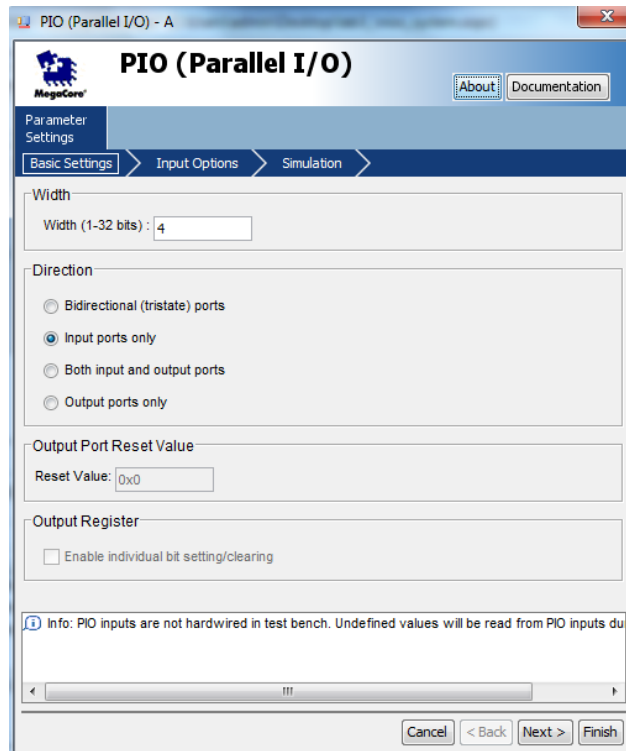 PIO (Parallel I/O) - A
X
MegaCore®
PIO (Parallel I/O)
About
Documentation
Parameter
Settings
Basic Settings
Input Options
Simulation
Width
Width (1-32 bits) : 4
Direction
Bidirectional (tristate) ports
Input ports only
Both input and output ports
Output ports only
Output Port Reset Value
Reset Value: 0x0
Output Register
Enable individual bit setting/clearing
Info: PIO inputs are not hardwired in test bench. Undefined values will be read from PIO inputs du
Cancel
< Back
Next >
Finish